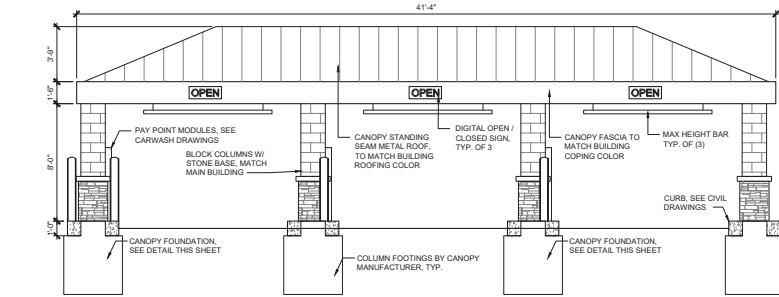 41'-4"
3'-9"
1'-6"
8'-0"
1'-0"
OPEN
OPEN
OPEN
PAY POINT MODULES, SEE
CARWASH DRAWINGS
BLOCK COLUMNS W/
STONE BASE, MATCH
MAIN BUILDING
CANOPY STANDING
SEAM METAL ROOF,
TO MATCH BUILDING
ROOFING COLOR
DIGITAL OPEN /
CLOSED SIGN,
TYP. OF 3
CANOPY FASCIA TO
MATCH BUILDING
COPING COLOR
MAX HEIGHT BAR
TYP. OF (3)
CURB, SEE CIVIL
DRAWINGS
CANOPY FOUNDATION,
SEE DETAIL THIS SHEET
COLUMN FOOTINGS BY CANOPY
MANUFACTURER, TYP.
CANOPY FOUNDATION,
SEE DETAIL THIS SHEET